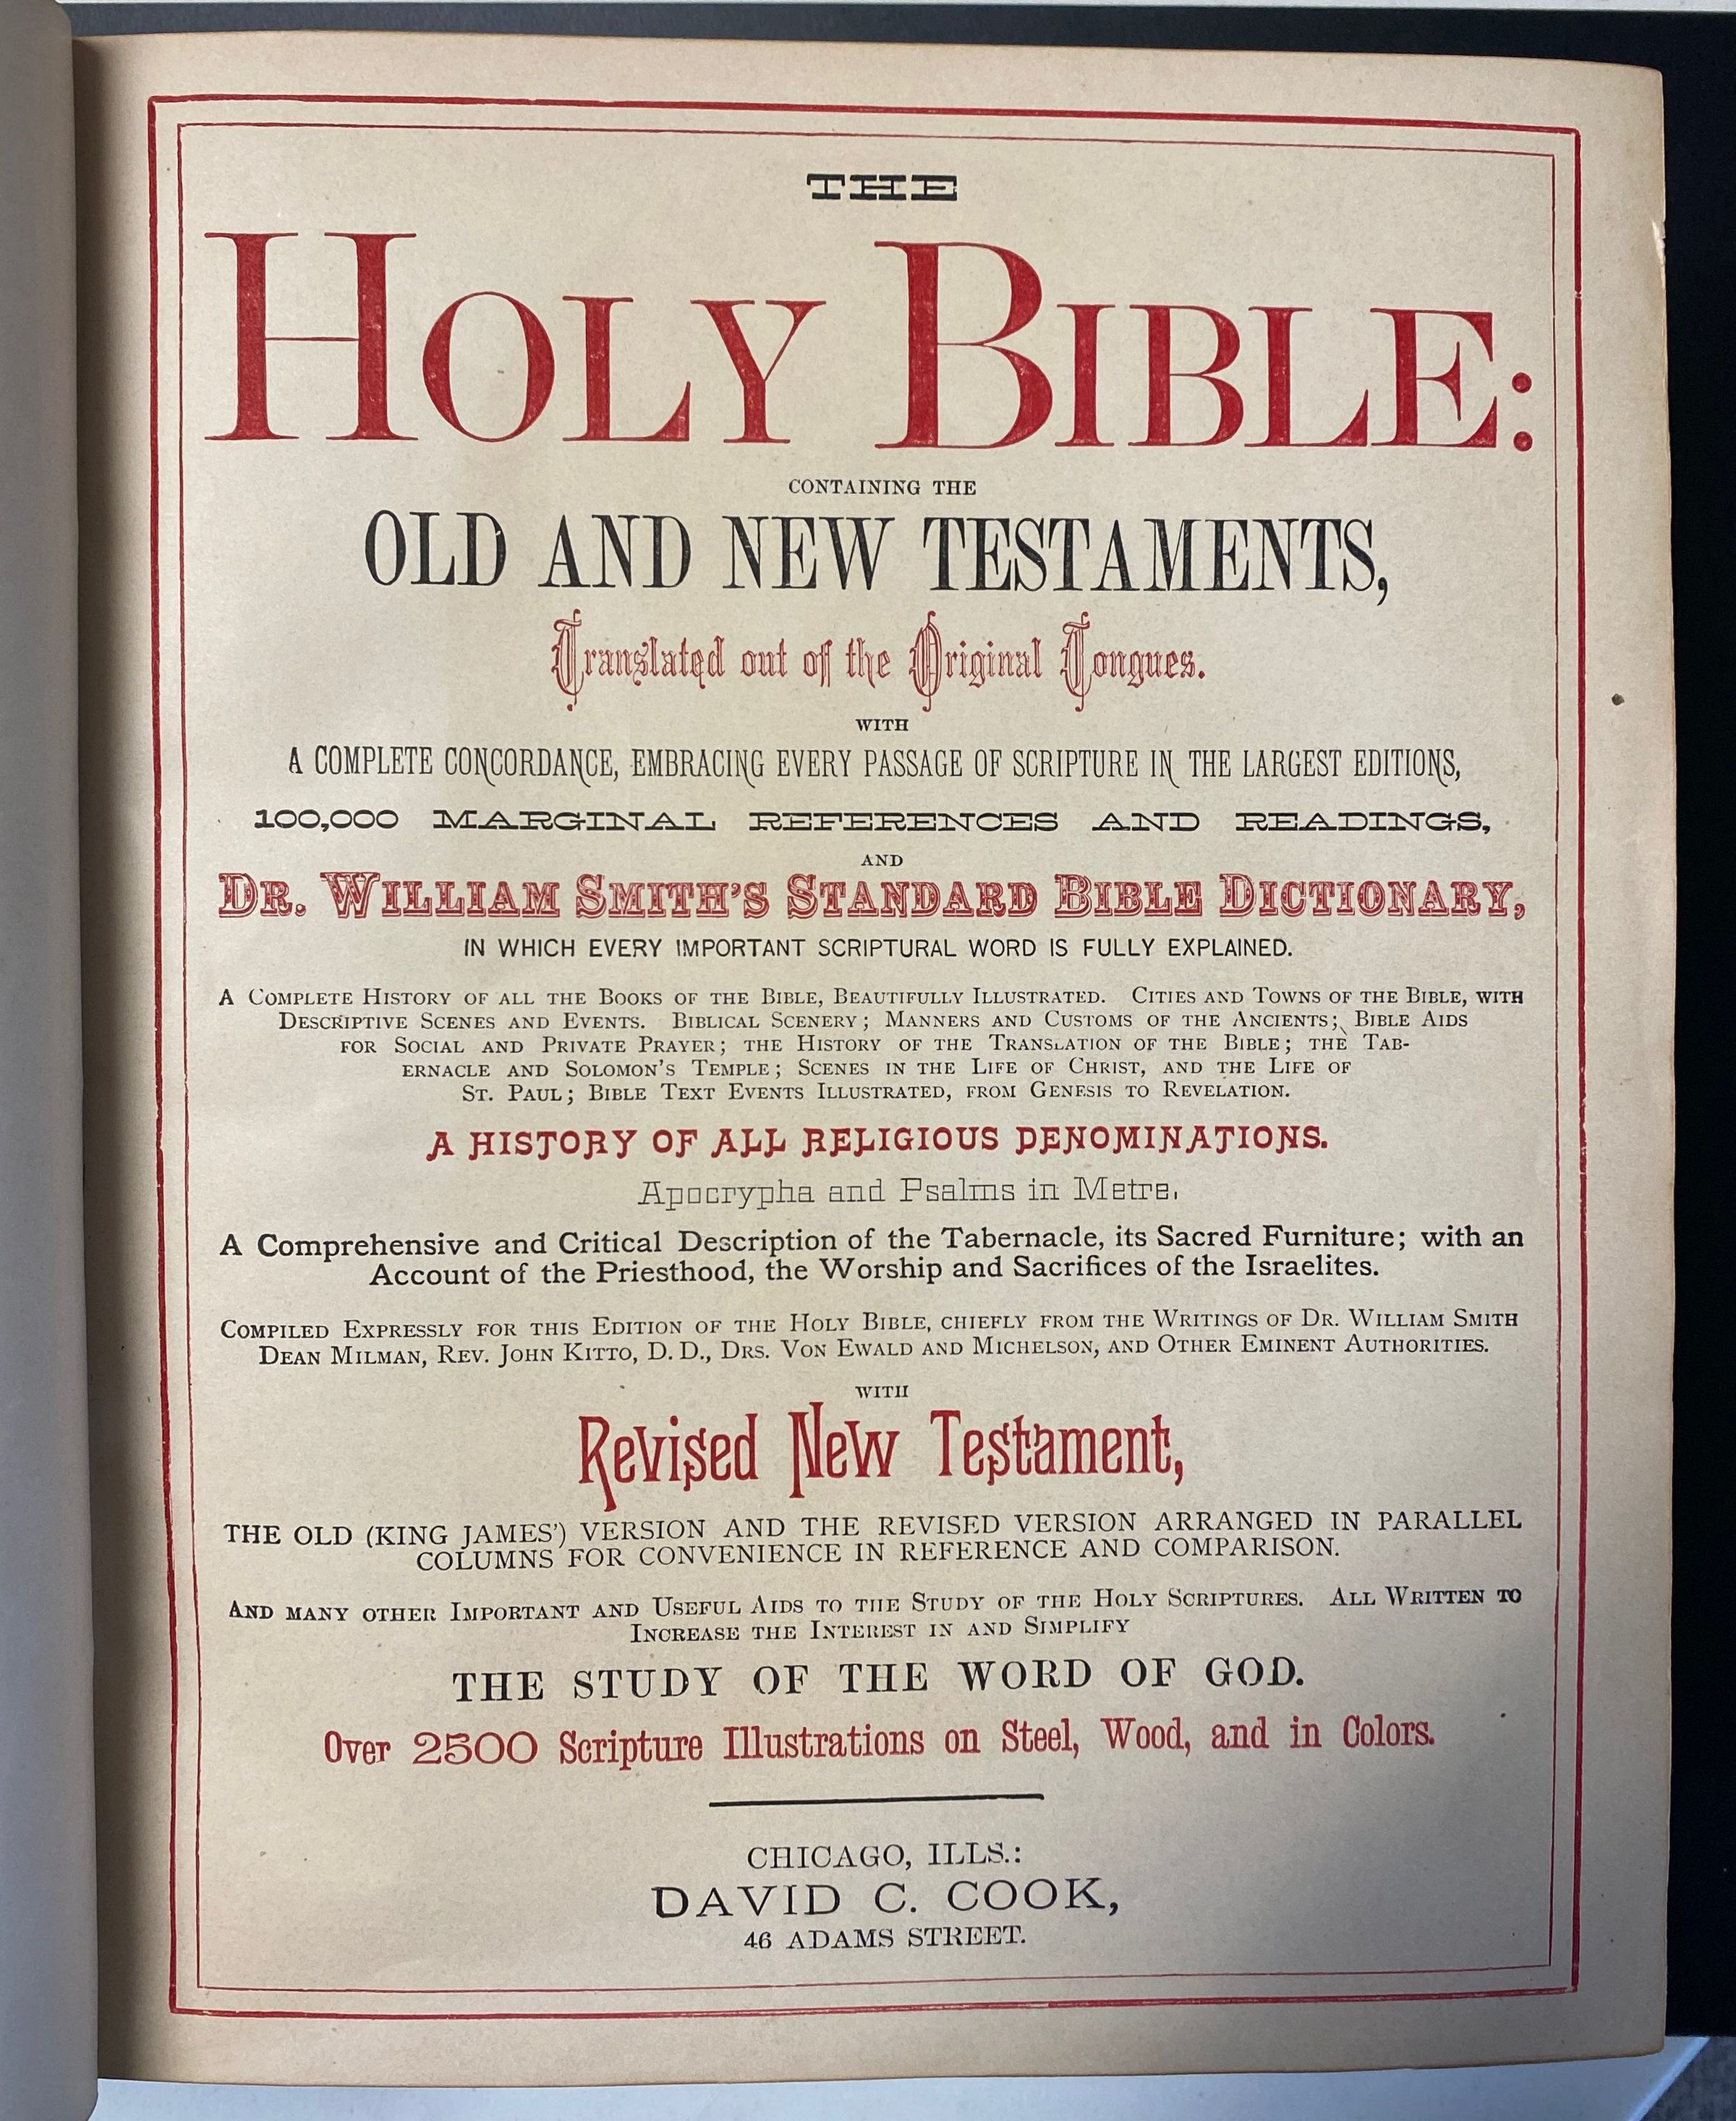 THE
HOLY BIBLE:
CONTAINING THE
OLD AND NEW TESTAMENTS,
Translated out of the Original Tongues.
WITH
A COMPLETE CONCORDANCE, EMBRACING EVERY PASSAGE OF SCRIPTURE IN THE LARGEST EDITIONS,
100,000 MARGINAL REFERENCES AND READINGS,
AND
DR. WILLIAM SMITH'S STANDARD BIBLE DICTIONARY,
IN WHICH EVERY IMPORTANT SCRIPTURAL WORD IS FULLY EXPLAINED.
A COMPLETE HISTORY OF ALL THE BOOKS OF THE BIBLE, BEAUTIFULLY ILLUSTRATED. CITIES AND TOWNS OF THE BIBLE, WITH
DESCRIPTIVE SCENES AND EVENTS. BIBLICAL SCENERY; MANNERS AND CUSTOMS OF THE ANCIENTS; BIBLE AIDS
FOR SOCIAL AND PRIVATE PRAYER; THE HISTORY OF THE TRANSLATION OF THE BIBLE; THE TAB-
ERNACLE AND SOLOMON'S TEMPLE; SCENES IN THE LIFE OF CHRIST, AND THE LIFE OF
ST. PAUL; BIBLE TEXT EVENTS ILLUSTRATED, FROM GENESIS TO REVELATION.
A HISTORY OF ALL RELIGIOUS DENOMINATIONS.
Apocrypha and Psalms in Metre.
A Comprehensive and Critical Description of the Tabernacle, its Sacred Furniture; with an
Account of the Priesthood, the Worship and Sacrifices of the Israelites.
COMPILED EXPRESSLY FOR THIS EDITION OF THE HOLY BIBLE, CHIEFLY FROM THE WRITINGS OF DR. WILLIAM SMITH
DEAN MILMAN, REV. JOHN KITTO, D. D., DRS. VON EWALD AND MICHELSON, AND OTHER EMINENT AUTHORITIES.
WITH
Revised New Testament,
THE OLD (KING JAMES') VERSION AND THE REVISED VERSION ARRANGED IN PARALLEL
COLUMNS FOR CONVENIENCE IN REFERENCE AND COMPARISON.
AND MANY OTHER IMPORTANT AND USEFUL AIDS TO THE STUDY OF THE HOLY SCRIPTURES. ALL WRITTEN TO
INCREASE THE INTEREST IN AND SIMPLIFY
THE STUDY OF THE WORD OF GOD.
Over 2500 Scripture Illustrations on Steel, Wood, and in Colors.
CHICAGO, ILLS.:
DAVID C. COOK,
46 ADAMS STREET.